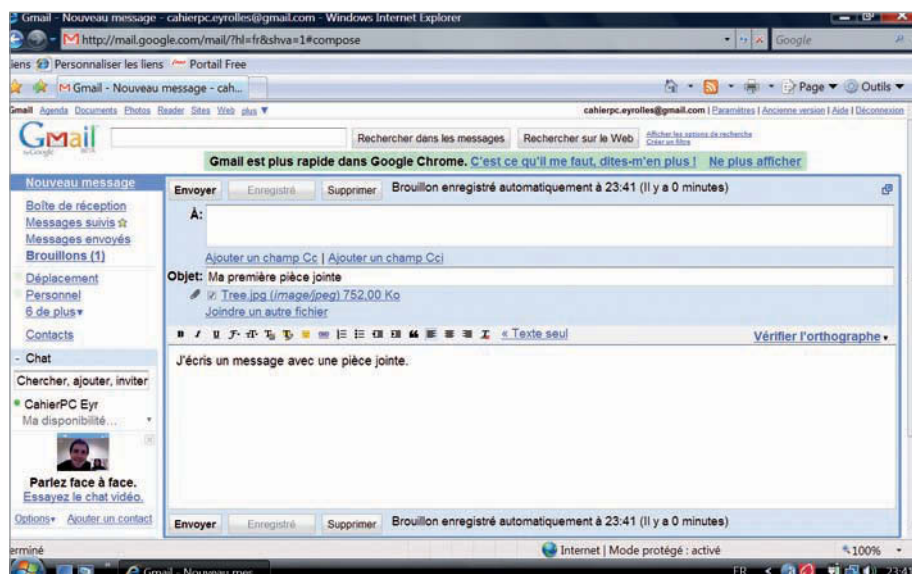 Gmail - Nouveau message - cahierpc.eyrolles@gmail.com - Windows Internet Explorer
http://mail.google.com/mail/?hl=fr&shva=1#compose
Google
iens Personnaliser les liens Portail Free
Gmail - Nouveau message - cah...
Page Outils
Gmail Agenda Documents Photos Reader Sites Web plus
cahierpc.eyrolles@gmail.com | Paramètres | Ancienne version | Aide | Déconnexion
Gmail
by Google BETA
Rechercher dans les messages
Rechercher sur le Web
Afficher les options de recherche
Créer un filtre
Gmail est plus rapide dans Google Chrome. C'est ce qu'il me faut, dites-m'en plus ! Ne plus afficher
Nouveau message
Boîte de réception
Messages suivis
Messages envoyés
Brouillons (1)
Déplacement
Personnel
6 de plus
Contacts
- Chat
Chercher, ajouter, inviter
CahierPC Eyr
Ma disponibilité...
Parlez face à face.
Essayez le chat vidéo.
Options Ajouter un contact
Envoyer Enregistré Supprimer Brouillon enregistré automatiquement à 23:41 (Il y a 0 minutes)
À:
Ajouter un champ Cc | Ajouter un champ Cci
Objet: Ma première pièce jointe
Tree.jpg (image/jpeg) 752,00 Ko
Joindre un autre fichier
« Texte seul
Vérifier l'orthographe
J'écris un message avec une pièce jointe.
Envoyer Enregistré Supprimer Brouillon enregistré automatiquement à 23:41 (Il y a 0 minutes)
erminé
Internet | Mode protégé : activé
100%
Gmail - Nouveau mes...
FR
23:41